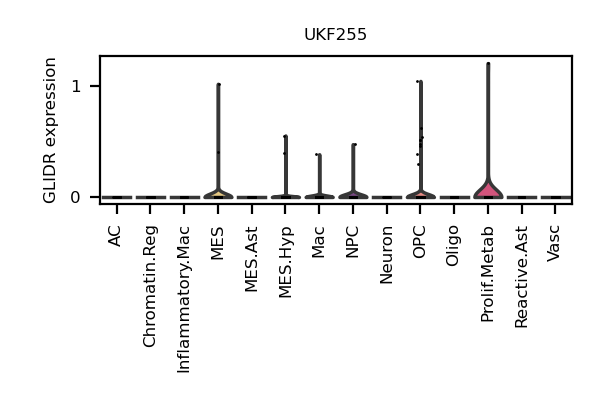 UKF255
GLIDR expression
1
0
AC
Chromatin.Reg
Inflammatory.Mac
MES
MES.Ast
MES.Hyp
Mac
NPC
Neuron
OPC
Oligo
Prolif.Metab
Reactive.Ast
Vasc